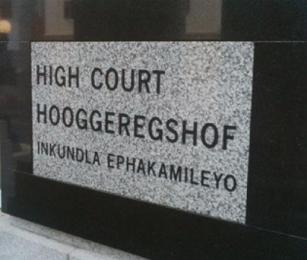 HIGH COURT
HOOGGEREGSHOF
INKUNDLA EPHAKAMILEYO